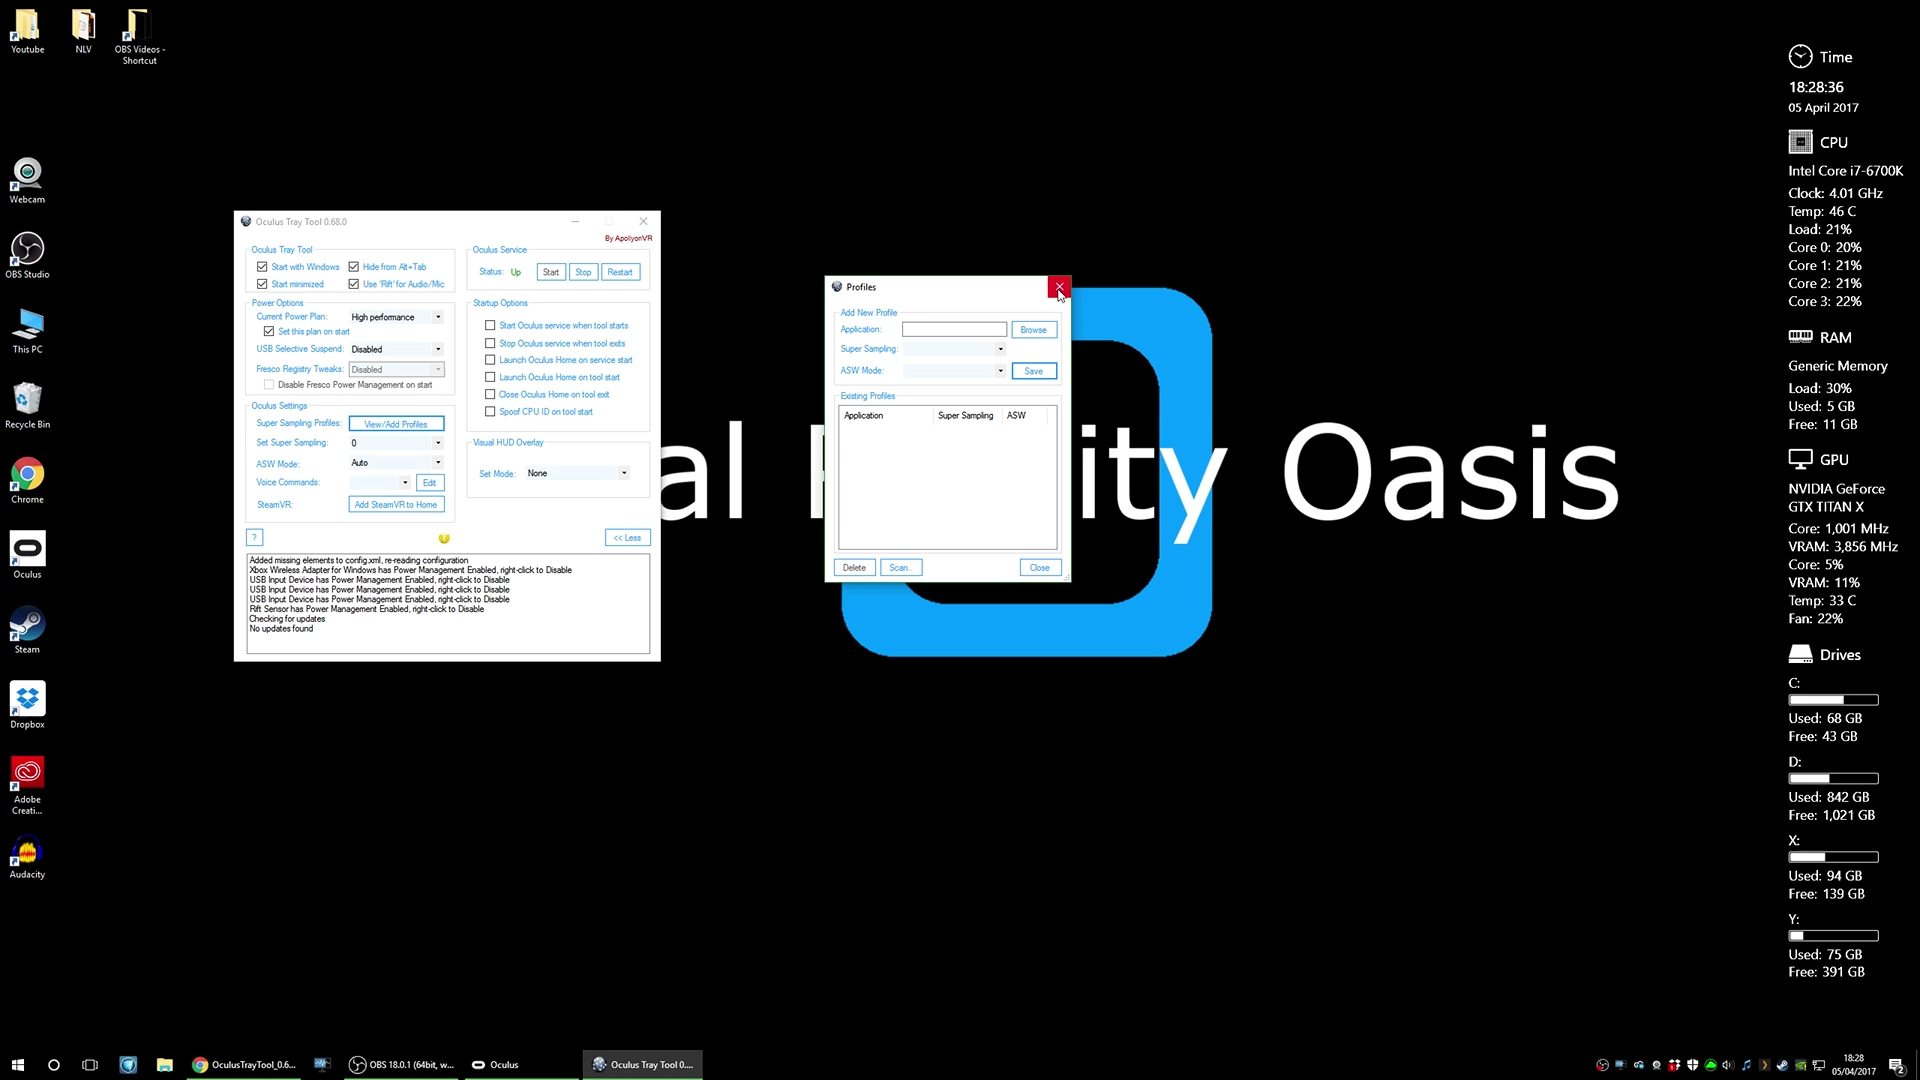 Youtube
NLV
OBS Videos -
Shortcut
Webcam
OBS Studio
This PC
Recycle Bin
Chrome
Oculus
Steam
Dropbox
Adobe
Creati...
Audacity
Oculus Tray Tool 0.68.0
By ApollyonVR
Oculus Tray Tool
Start with Windows
Hide from Alt+Tab
Start minimized
Use 'Rift' for Audio/Mic
Power Options
Current Power Plan:
High performance
Set this plan on start
USB Selective Suspend:
Disabled
Fresco Registry Tweaks:
Disabled
Disable Fresco Power Management on start
Oculus Settings
Super Sampling Profiles:
View/Add Profiles
Set Super Sampling:
0
ASW Mode:
Auto
Voice Commands:
Edit
SteamVR:
Add SteamVR to Home
Oculus Service
Status:
Up
Start
Stop
Restart
Startup Options
Start Oculus service when tool starts
Stop Oculus service when tool exits
Launch Oculus Home on service start
Launch Oculus Home on tool start
Close Oculus Home on tool exit
Spoof CPU ID on tool start
Visual HUD Overlay
Set Mode:
None
?
<< Less
Added missing elements to config.xml, re-reading configuration
Xbox Wireless Adapter for Windows has Power Management Enabled, right-click to Disable
USB Input Device has Power Management Enabled, right-click to Disable
USB Input Device has Power Management Enabled, right-click to Disable
USB Input Device has Power Management Enabled, right-click to Disable
Rift Sensor has Power Management Enabled, right-click to Disable
Checking for updates
No updates found
Profiles
Add New Profile
Application:
Browse
Super Sampling:
ASW Mode:
Save
Existing Profiles
Application
Super Sampling
ASW
Delete
Scan..
Close
al
ity Oasis
Time
18:28:36
05 April 2017
CPU
Intel Core i7-6700K
Clock: 4.01 GHz
Temp: 46 C
Load: 21%
Core 0: 20%
Core 1: 21%
Core 2: 21%
Core 3: 22%
RAM
Generic Memory
Load: 30%
Used: 5 GB
Free: 11 GB
GPU
NVIDIA GeForce
GTX TITAN X
Core: 1,001 MHz
VRAM: 3,856 MHz
Core: 5%
VRAM: 11%
Temp: 33 C
Fan: 22%
Drives
C:
Used: 68 GB
Free: 43 GB
D:
Used: 842 GB
Free: 1,021 GB
X:
Used: 94 GB
Free: 139 GB
Y:
Used: 75 GB
Free: 391 GB
OculusTrayTool_0.6...
OBS 18.0.1 (64bit, w...
Oculus
Oculus Tray Tool 0....
18:28
05/04/2017
2